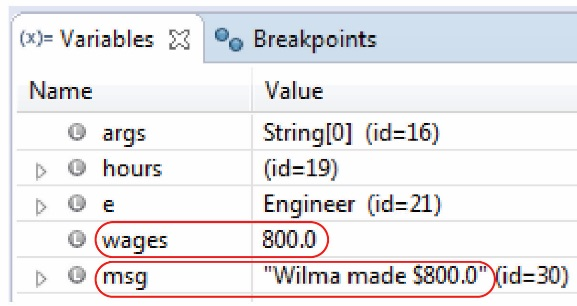 (x)= Variables Breakpoints
Name Value
L args String[0] (id=16)
L hours (id=19)
L e Engineer (id=21)
L wages 800.0
L msg "Wilma made $800.0" (id=30)